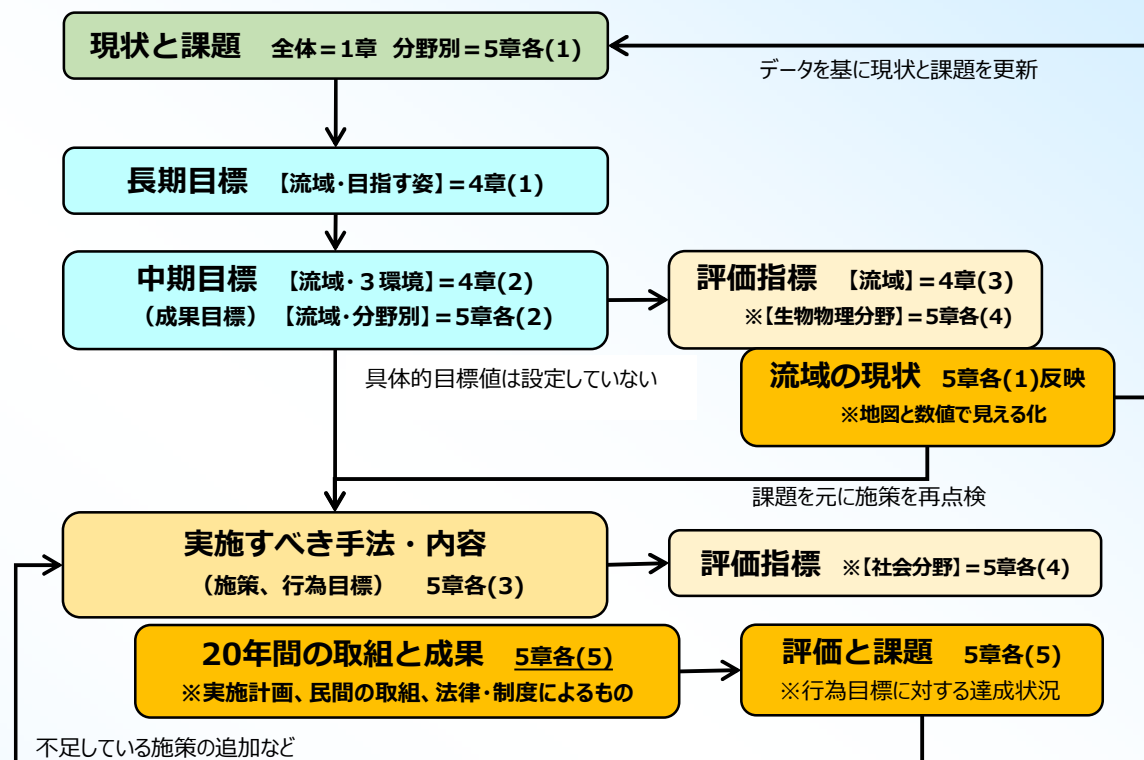 現状と課題 全体=1章 分野別=5章各(1)
データを基に現状と課題を更新
長期目標 【流域・目指す姿】=4章(1)
中期目標 【流域・3環境】=4章(2)
(成果目標) 【流域・分野別】=5章各(2)
評価指標 【流域】=4章(3)
※【生物物理分野】=5章各(4)
具体的目標値は設定していない
流域の現状 5章各(1)反映
※地図と数値で見える化
課題を元に施策を再点検
実施すべき手法・内容
(施策、行為目標) 5章各(3)
評価指標 ※【社会分野】=5章各(4)
20年間の取組と成果 5章各(5)
※実施計画、民間の取組、法律・制度によるもの
評価と課題 5章各(5)
※行為目標に対する達成状況
不足している施策の追加など